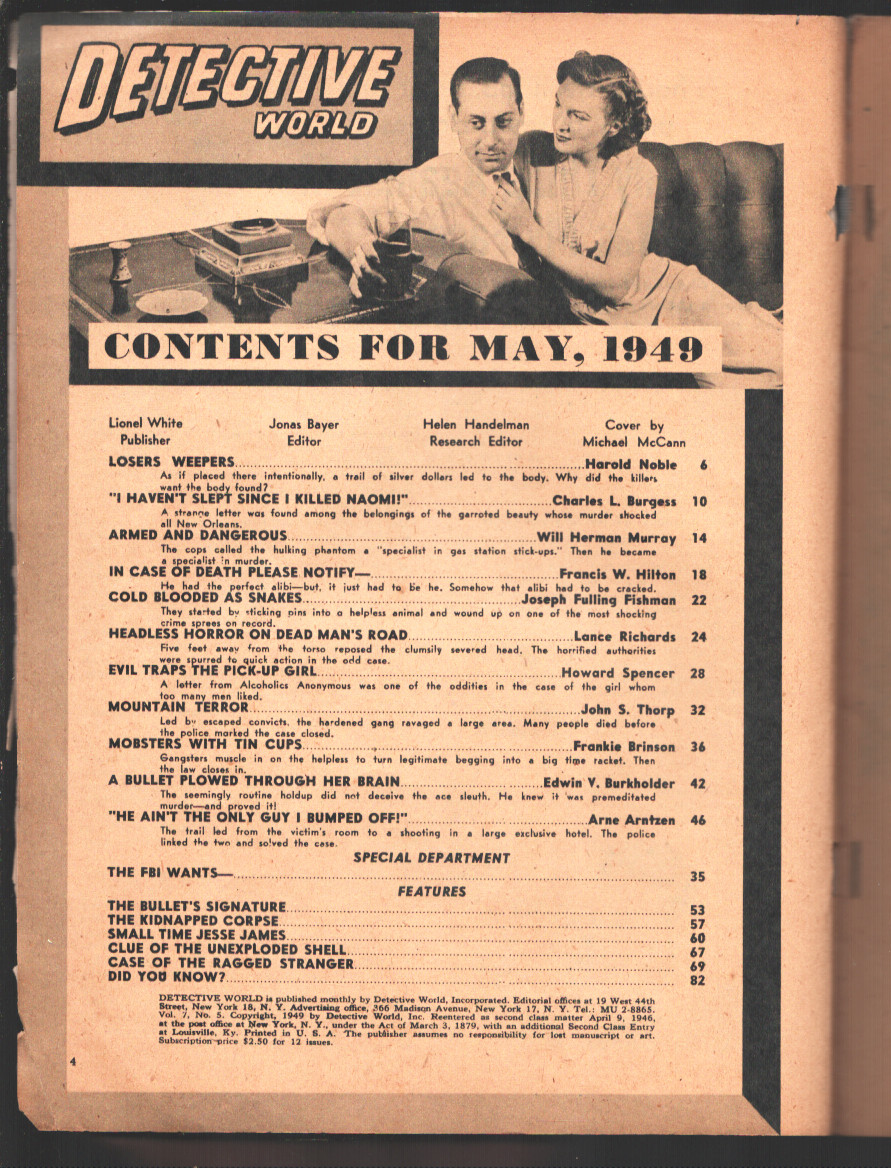 DETECTIVE
WORLD
CONTENTS FOR MAY, 1949
Lionel White Jonas Bayer Helen Handelman Cover by
Publisher Editor Research Editor Michael McCann
LOSERS WEEPERS Harold Noble 6
As if placed there intentionally, a trail of silver dollars led to the body. Why did the killers
want the body found?
"I HAVEN'T SLEPT SINCE I KILLED NAOMI!" Charles L. Burgess 10
A strange letter was found among the belongings of the garroted beauty whose murder shocked
all New Orleans.
ARMED AND DANGEROUS Will Herman Murray 14
The cops called the hulking phantom a "specialist in gas station stick-ups." Then he became
a specialist in murder.
IN CASE OF DEATH PLEASE NOTIFY— Francis W. Hilton 18
He had the perfect alibi—but, it just had to be he. Somehow that alibi had to be cracked.
COLD BLOODED AS SNAKES Joseph Fulling Fishman 22
They started by sticking pins into a helpless animal and wound up on one of the most shocking
crime sprees on record.
HEADLESS HORROR ON DEAD MAN'S ROAD Lance Richards 24
Five feet away from the torso reposed the clumsily severed head. The horrified authorities
were spurred to quick action in the odd case.
EVIL TRAPS THE PICK-UP GIRL Howard Spencer 28
A letter from Alcoholics Anonymous was one of the oddities in the case of the girl whom
too many men liked.
MOUNTAIN TERROR John S. Thorp 32
Led by escaped convicts, the hardened gang ravaged a large area. Many people died before
the police marked the case closed.
MOBSTERS WITH TIN CUPS Frankie Brinson 36
Gangsters muscle in on the helpless to turn legitimate begging into a big time racket. Then
the law closes in.
A BULLET PLOWED THROUGH HER BRAIN Edwin V. Burkholder 42
The seemingly routine holdup did not deceive the ace sleuth. He knew it was premeditated
murder—and proved it!
"HE AIN'T THE ONLY GUY I BUMPED OFF!" Arne Arntzen 46
The trail led from the victim's room to a shooting in a large exclusive hotel. The police
linked the two and solved the case.
SPECIAL DEPARTMENT
THE FBI WANTS— 35
FEATURES
THE BULLET'S SIGNATURE 53
THE KIDNAPPED CORPSE 57
SMALL TIME JESSE JAMES 60
CLUE OF THE UNEXPLODED SHELL 67
CASE OF THE RAGGED STRANGER 69
DID YOU KNOW? 82
DETECTIVE WORLD is published monthly by Detective World, Incorporated. Editorial offices at 19 West 44th
Street, New York 18, N. Y. Advertising office, 366 Madison Avenue, New York 17, N. Y. Tel.: MU 2-8865.
Vol. 7, No. 5. Copyright, 1949 by Detective World, Inc. Reentered as second class matter April 9, 1946,
at the post office at New York, N. Y., under the Act of March 3, 1879, with an additional Second Class Entry
at Louisville, Ky. Printed in U. S. A. The publisher assumes no responsibility for lost manuscript or art.
Subscription price $2.50 for 12 issues.
4